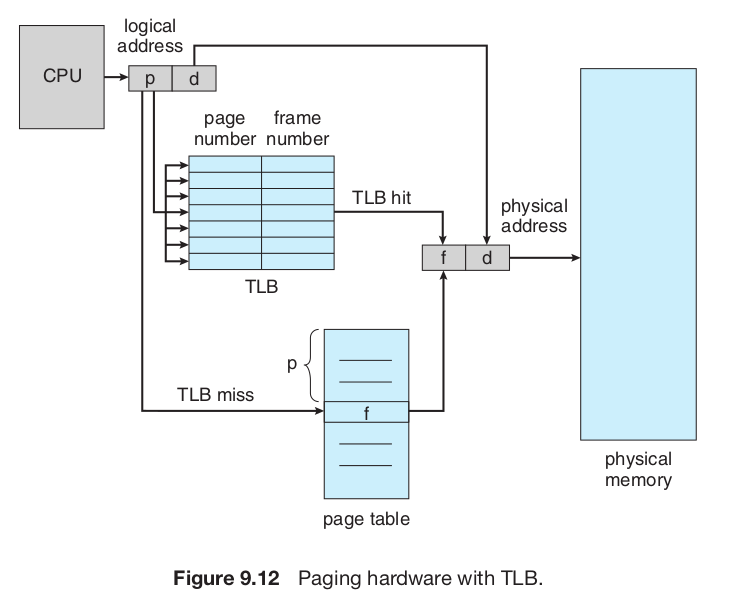 logical
address
CPU
p d
page frame
number number
TLB hit
physical
address
f d
TLB
p
TLB miss
f
physical
memory
page table
Figure 9.12 Paging hardware with TLB.